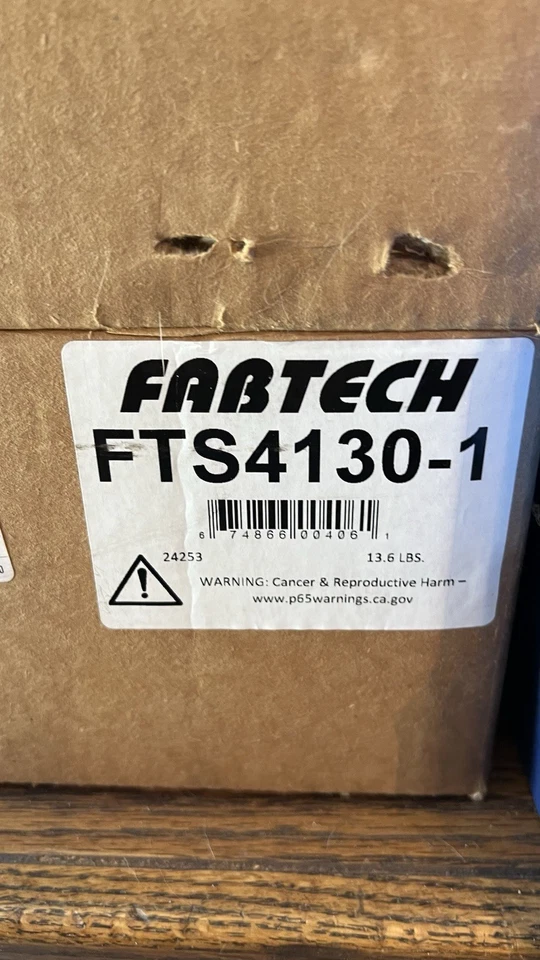 FABTECH
FTS4130-1
6 74866 00406 1
24253 13.6 LBS.
WARNING: Cancer & Reproductive Harm –
www.p65warnings.ca.gov